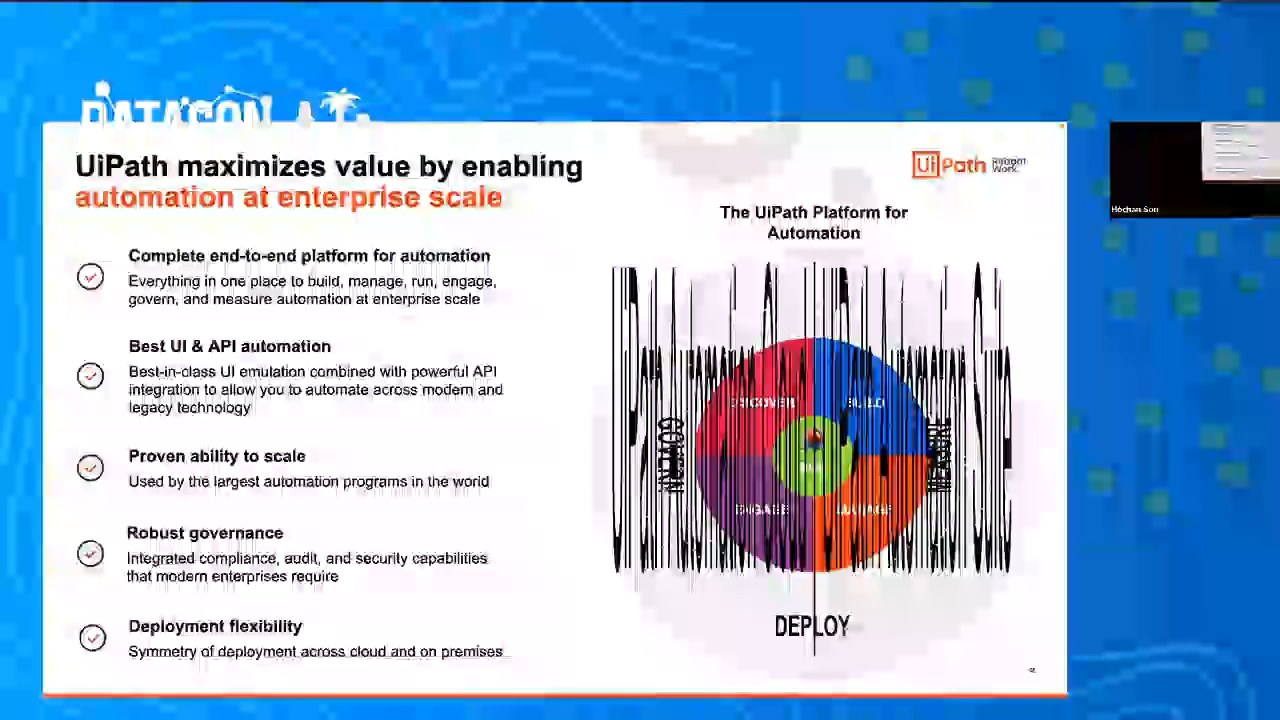 DATACON
UiPath maximizes value by enabling
automation at enterprise scale
UiPath
Work.
Complete end-to-end platform for automation
Everything in one place to build, manage, run, engage,
govern, and measure automation at enterprise scale
Best UI & API automation
Best-in-class UI emulation combined with powerful API
integration to allow you to automate across modern and
legacy technology
Proven ability to scale
Used by the largest automation programs in the world
Robust governance
Integrated compliance, audit, and security capabilities
that modern enterprises require
Deployment flexibility
Symmetry of deployment across cloud and on premises
The UiPath Platform for
Automation
DISCOVER
BUILD
GOVERN
MEASURE
ENGAGE
MANAGE
DEPLOY